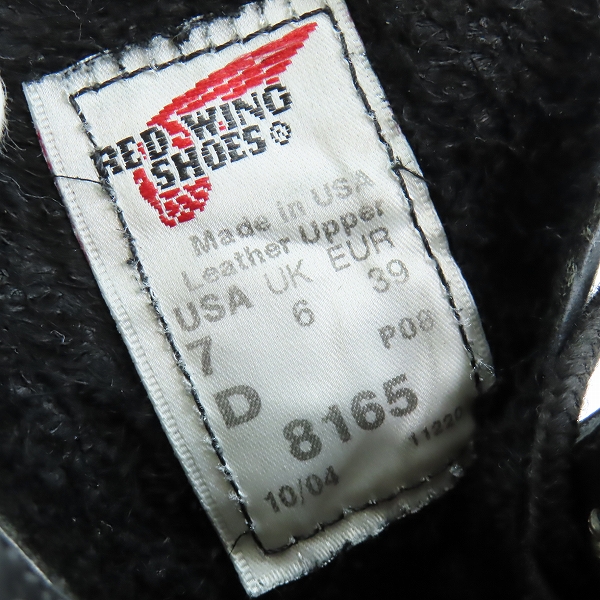 RED WING
SHOES®
Made in USA
Leather Upper
USA UK EUR
7 6 39
D P08
8165
10/04